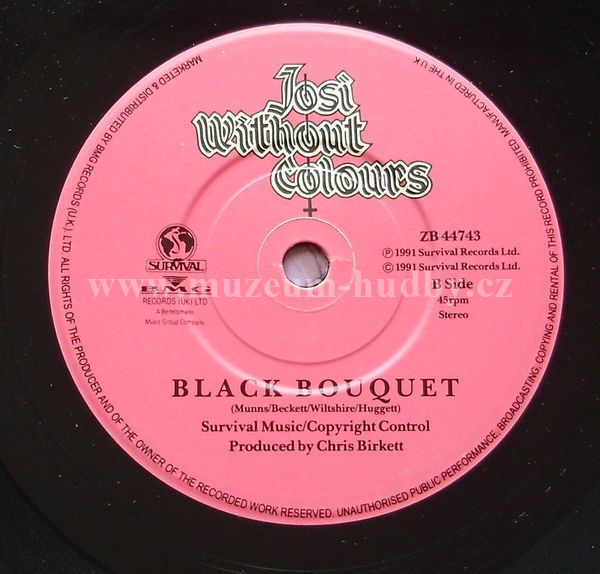 Josi
Without
Colours
ZB 44743
℗ 1991 Survival Records Ltd.
© 1991 Survival Records Ltd.
B Side
45rpm
Stereo
SURVIVAL
BMG
RECORDS (UK) LTD
A Bertelsmann
Music Group Company
www.muzeum-hudby.cz
BLACK BOUQUET
(Munns/Beckett/Wiltshire/Huggett)
Survival Music/Copyright Control
Produced by Chris Birkett
MARKETED & DISTRIBUTED BY BMG RECORDS (UK) LTD. ALL RIGHTS OF THE PRODUCER AND OF THE OWNER OF THE RECORDED WORK RESERVED. UNAUTHORISED PUBLIC PERFORMANCE, BROADCASTING, COPYING AND RENTAL OF THIS RECORD PROHIBITED. MANUFACTURED IN THE UK.